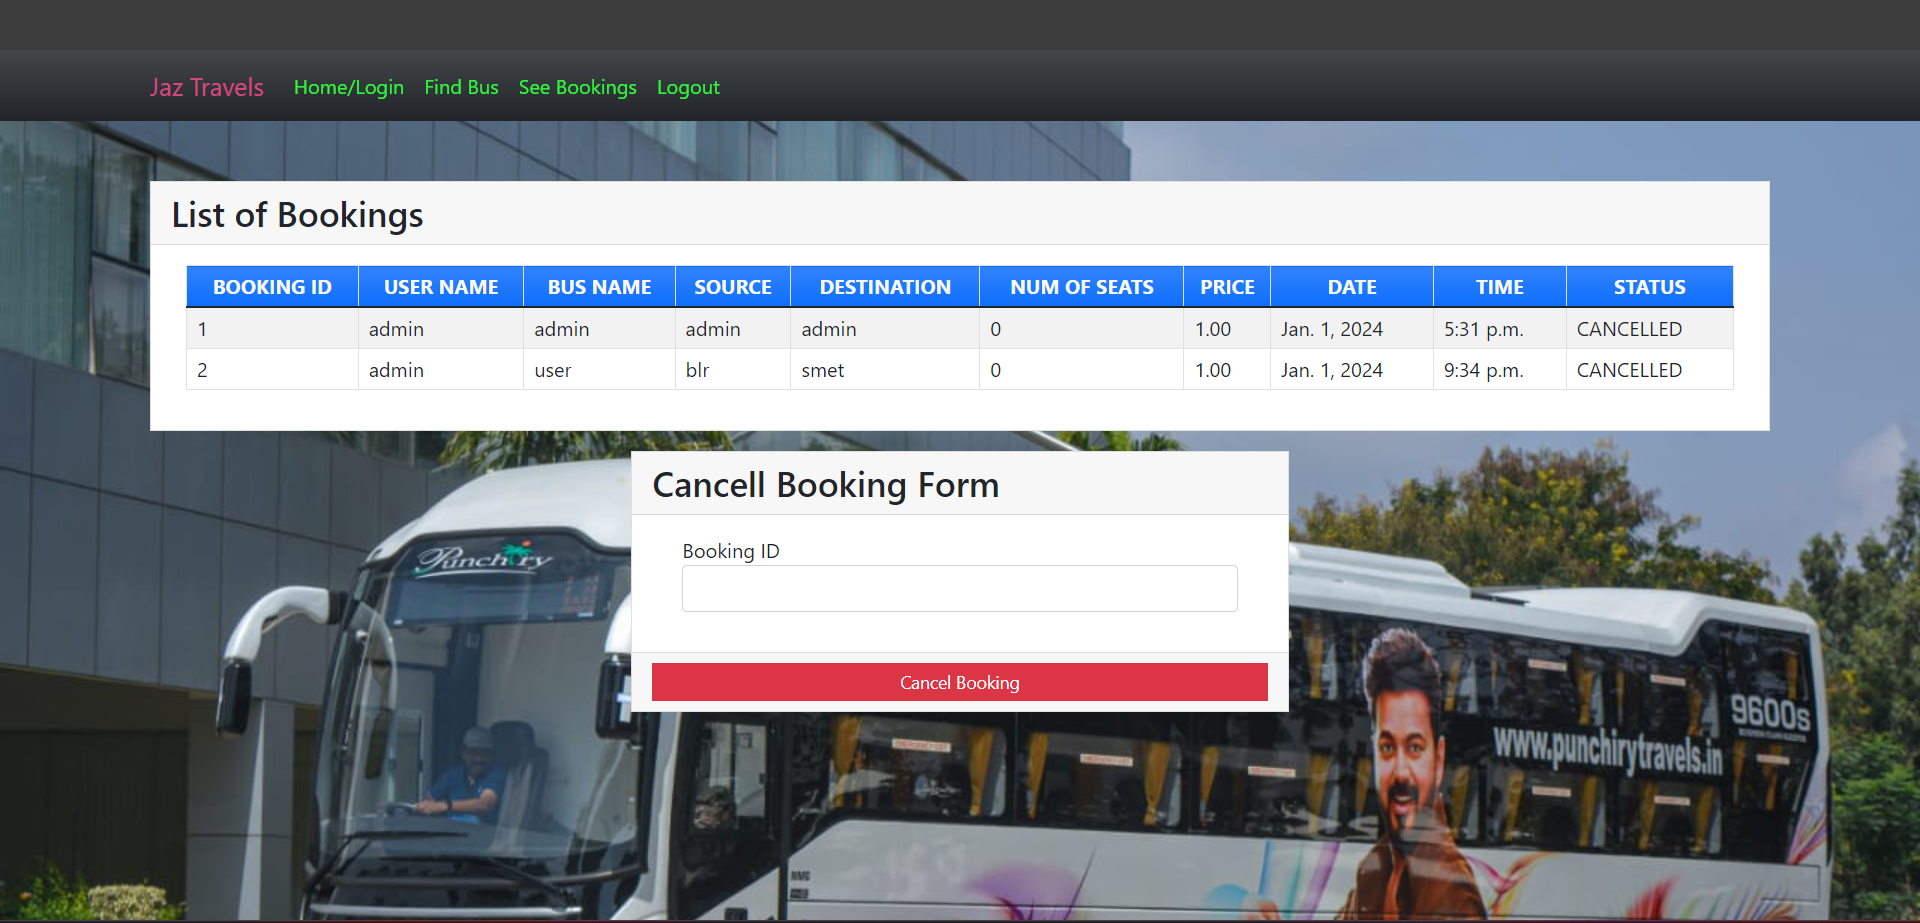 Jaz Travels Home/Login Find Bus See Bookings Logout
List of Bookings
BOOKING ID USER NAME BUS NAME SOURCE DESTINATION NUM OF SEATS PRICE DATE TIME STATUS
1 admin admin admin admin 0 1.00 Jan. 1, 2024 5:31 p.m. CANCELLED
2 admin user blr smet 0 1.00 Jan. 1, 2024 9:34 p.m. CANCELLED
Cancell Booking Form
Booking ID
Cancel Booking
Punchiry
9600s
www.punchirytravels.in
EMERGENCY EXIT